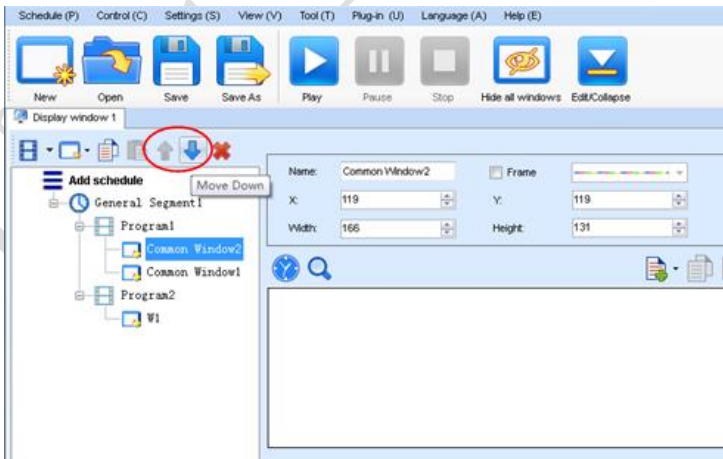 Schedule (P) Control (C) Settings (S) View (V) Tool (T) Plug-in (U) Language (A) Help (E)
New Open Save Save As Play Pause Stop Hide all windows Edit/Collapse
Display window 1
Move Down
Add schedule
General Segment1
Program1
Common Window2
Common Window1
Program2
W1
Name: Common Window2 Frame
X: 119 Y: 119
Width: 166 Height: 131